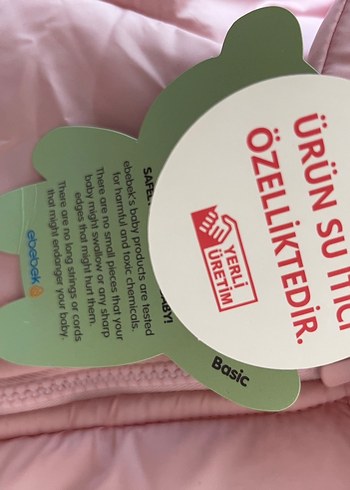 ÜRÜN SU
ÖZELLİKTEDİR.
YERLİ
ÜRETİM
BABY!
ebebek's baby products are tested
for harmful and toxic chemicals.
There are no small pieces that your
baby might swallow or any sharp
edges that might hurt them.
There are no long strings or cords
that might endanger your baby.
ebebek
Basic